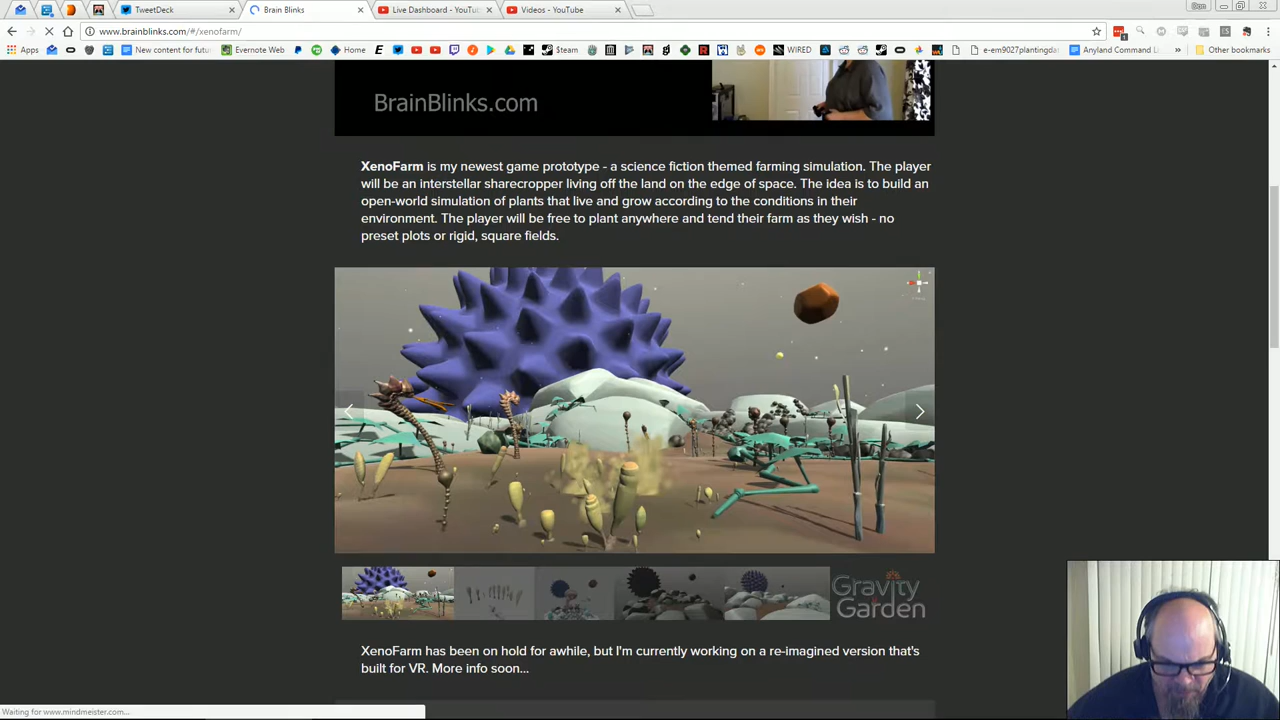 TweetDeck
Brain Blinks
Live Dashboard - YouTu
Videos - YouTube
www.brainblinks.com/#/xenofarm/
Apps
New content for futur
Evernote Web
Home
Steam
WIRED
e-em9027plantingdar
Anyland Command Li
Other bookmarks
BrainBlinks.com
XenoFarm is my newest game prototype - a science fiction themed farming simulation. The player
will be an interstellar sharecropper living off the land on the edge of space. The idea is to build an
open-world simulation of plants that live and grow according to the conditions in their
environment. The player will be free to plant anywhere and tend their farm as they wish - no
preset plots or rigid, square fields.
Gravity
Garden
XenoFarm has been on hold for awhile, but I'm currently working on a re-imagined version that's
built for VR. More info soon...
Waiting for www.mindmeister.com...